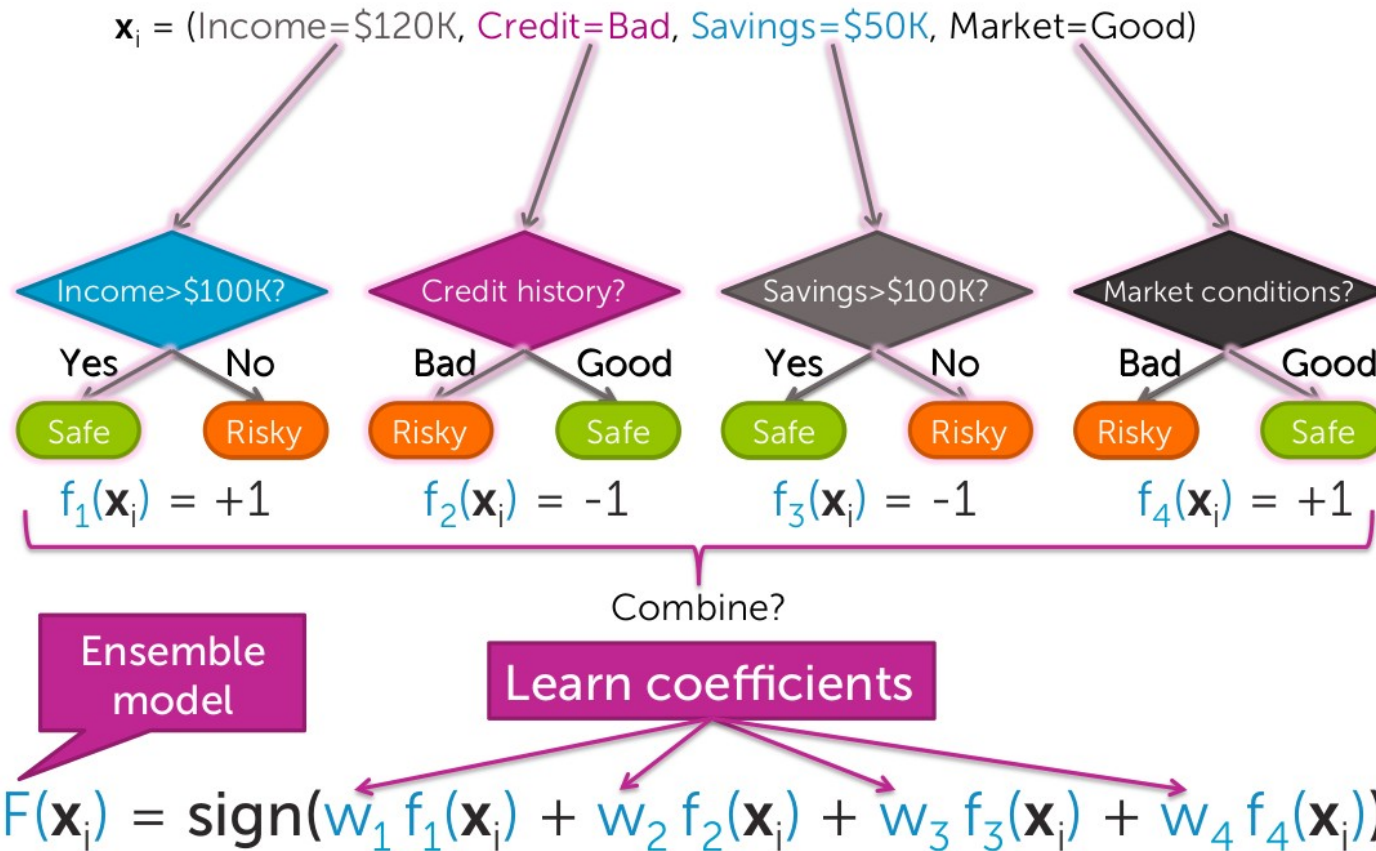 xᵢ = (Income=$120K, Credit=Bad, Savings=$50K, Market=Good)
Income>$100K? Credit history? Savings>$100K? Market conditions?
Yes No Bad Good Yes No Bad Good
Safe Risky Risky Safe Safe Risky Risky Safe
f₁(xᵢ) = +1 f₂(xᵢ) = -1 f₃(xᵢ) = -1 f₄(xᵢ) = +1
Combine?
Ensemble
model
Learn coefficients
F(xᵢ) = sign(w₁ f₁(xᵢ) + w₂ f₂(xᵢ) + w₃ f₃(xᵢ) + w₄ f₄(xᵢ))